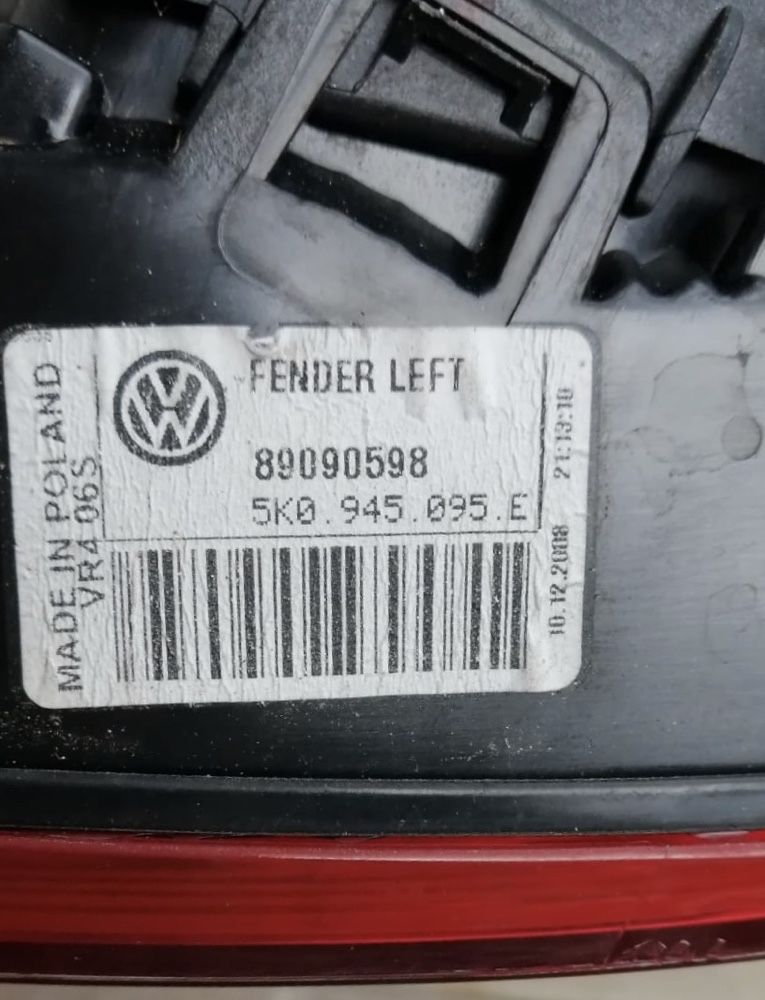 FENDER LEFT
89090598
5K0.945.095.E
MADE IN POLAND
VR4 06S
10.12.2008 21:13:10